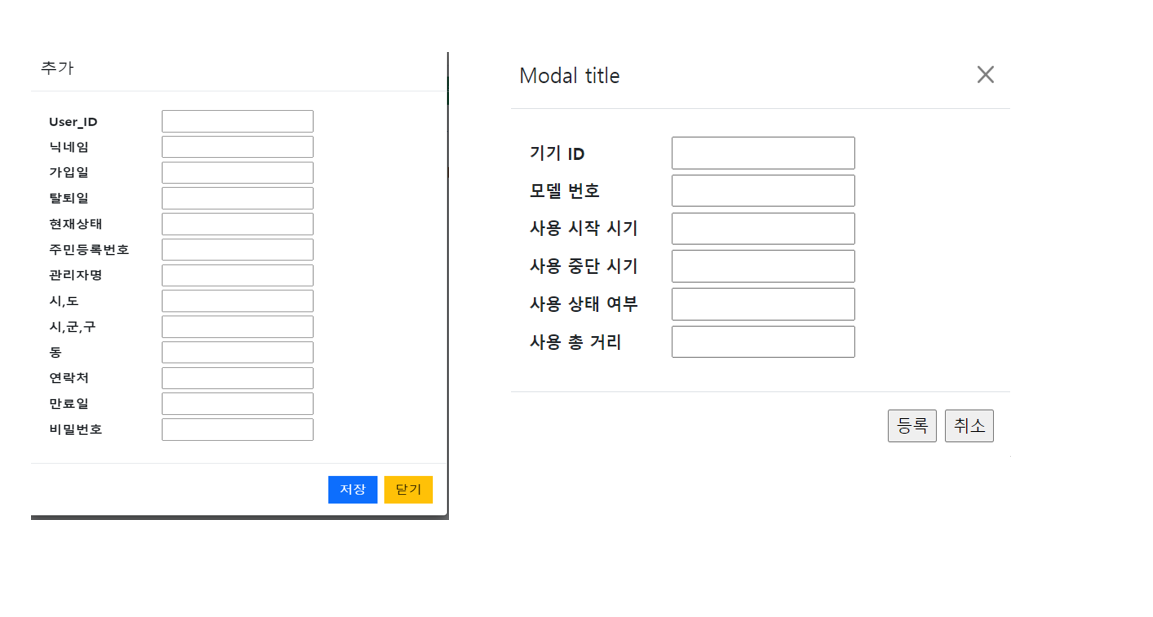 추가
User_ID
닉네임
가입일
탈퇴일
현재상태
주민등록번호
관리자명
시,도
시,군,구
동
연락처
만료일
비밀번호
저장 닫기
Modal title
기기 ID
모델 번호
사용 시작 시기
사용 중단 시기
사용 상태 여부
사용 총 거리
등록 취소